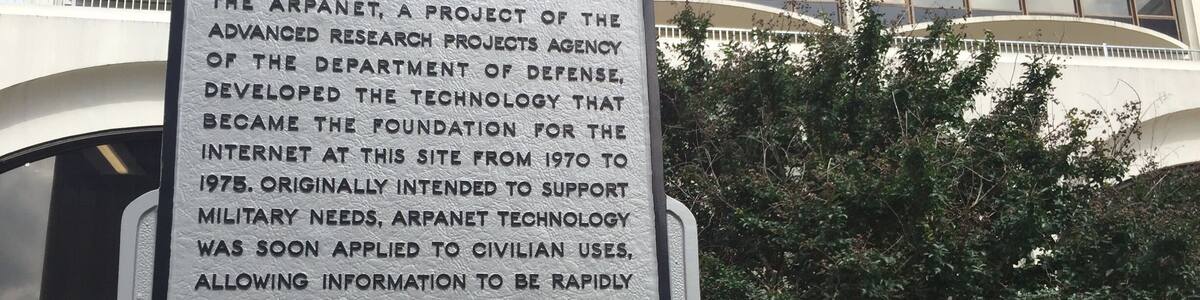 THE ARPANET, A PROJECT OF THE
ADVANCED RESEARCH PROJECTS AGENCY
OF THE DEPARTMENT OF DEFENSE,
DEVELOPED THE TECHNOLOGY THAT
BECAME THE FOUNDATION FOR THE
INTERNET AT THIS SITE FROM 1970 TO
1975. ORIGINALLY INTENDED TO SUPPORT
MILITARY NEEDS, ARPANET TECHNOLOGY
WAS SOON APPLIED TO CIVILIAN USES,
ALLOWING INFORMATION TO BE RAPIDLY